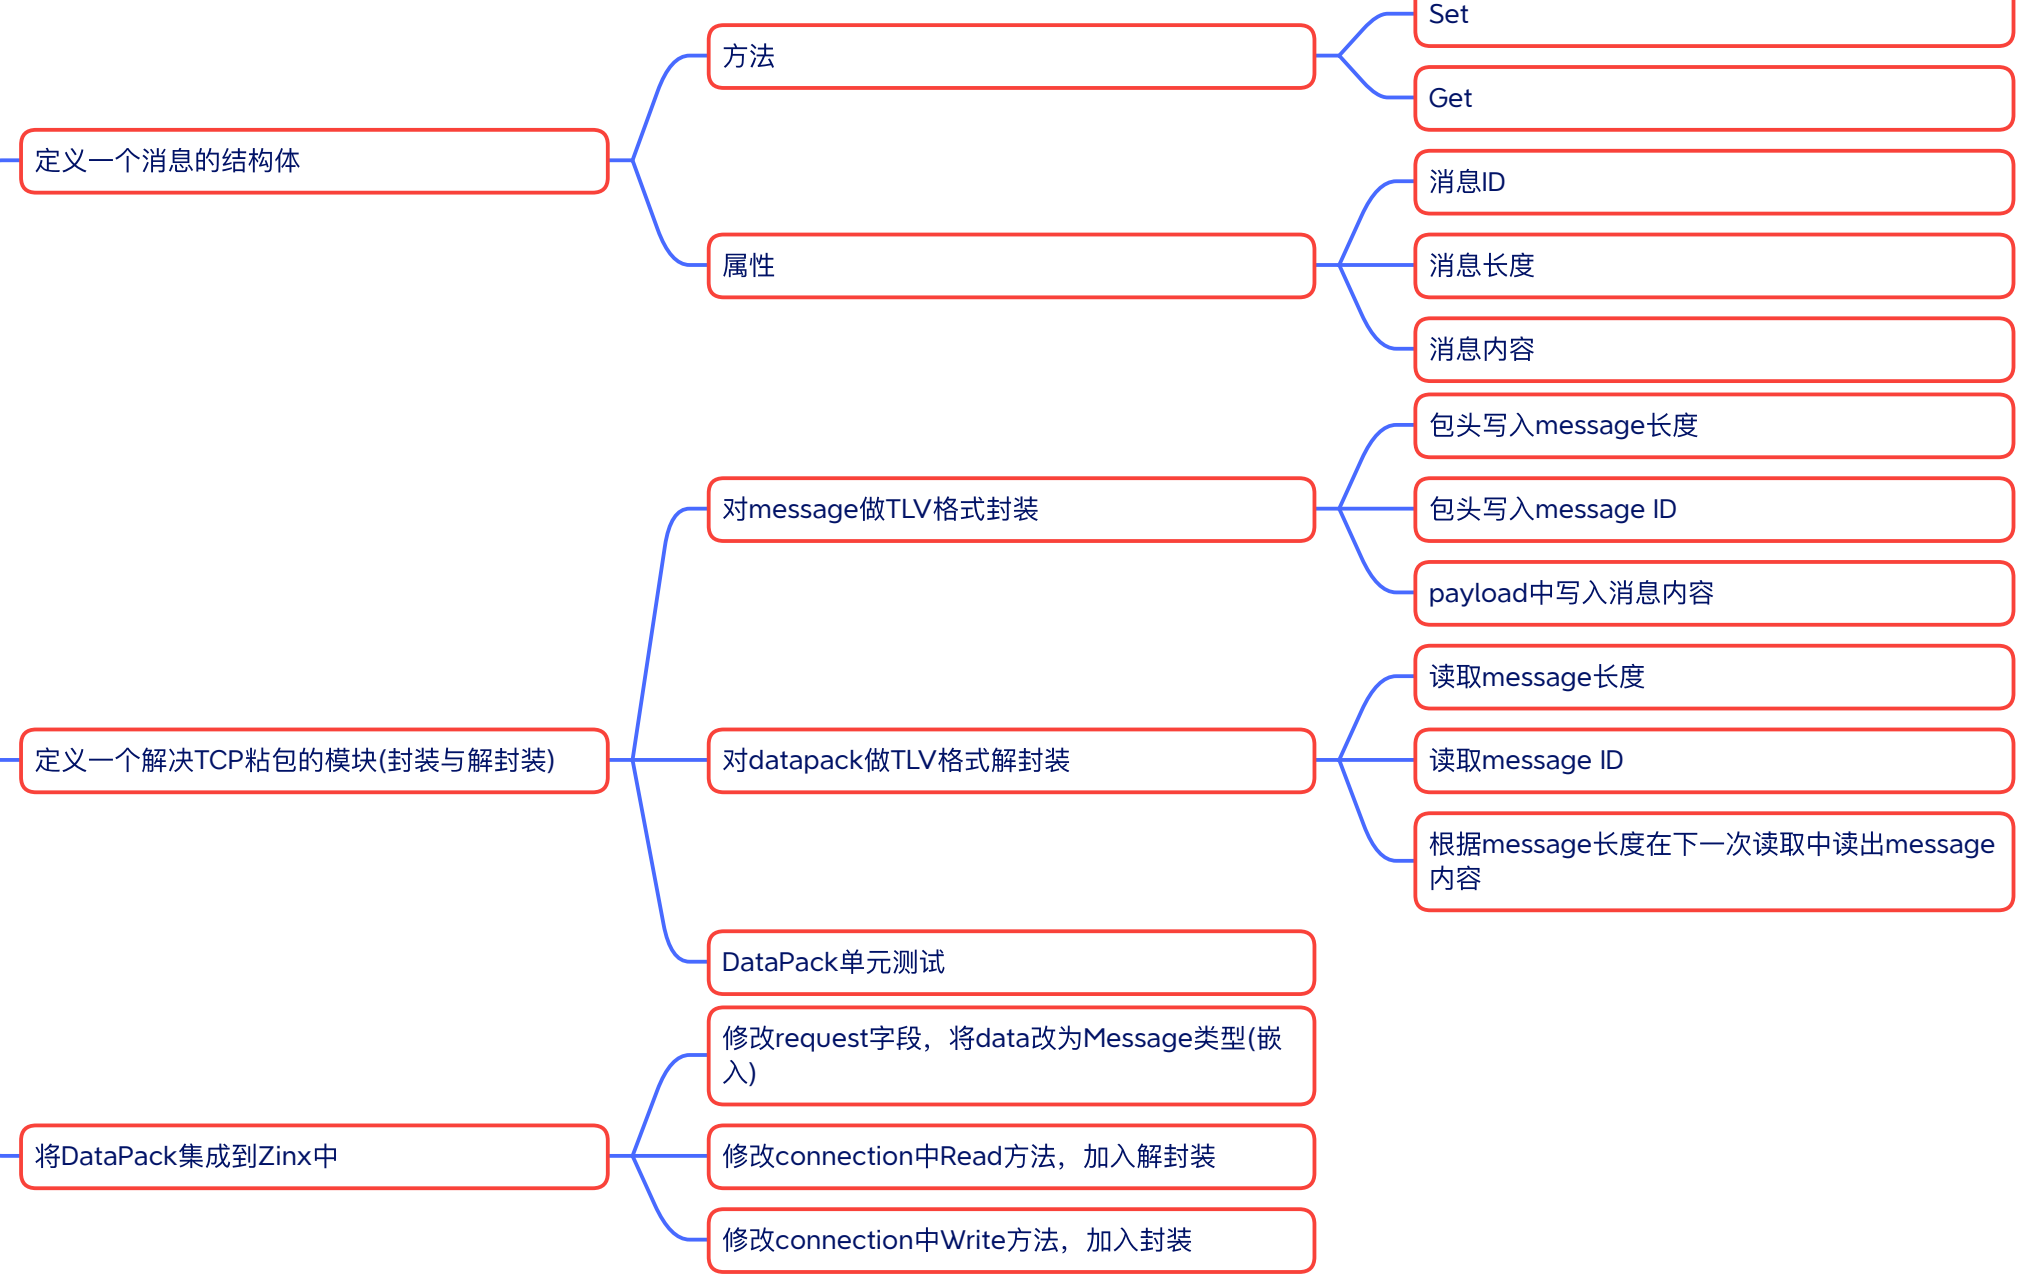 定义一个消息的结构体
方法
Set
Get
属性
消息ID
消息长度
消息内容
定义一个解决TCP粘包的模块(封装与解封装)
对message做TLV格式封装
包头写入message长度
包头写入message ID
payload中写入消息内容
对datapack做TLV格式解封装
读取message长度
读取message ID
根据message长度在下一次读取中读出message
内容
DataPack单元测试
将DataPack集成到Zinx中
修改request字段，将data改为Message类型(嵌
入)
修改connection中Read方法，加入解封装
修改connection中Write方法，加入封装